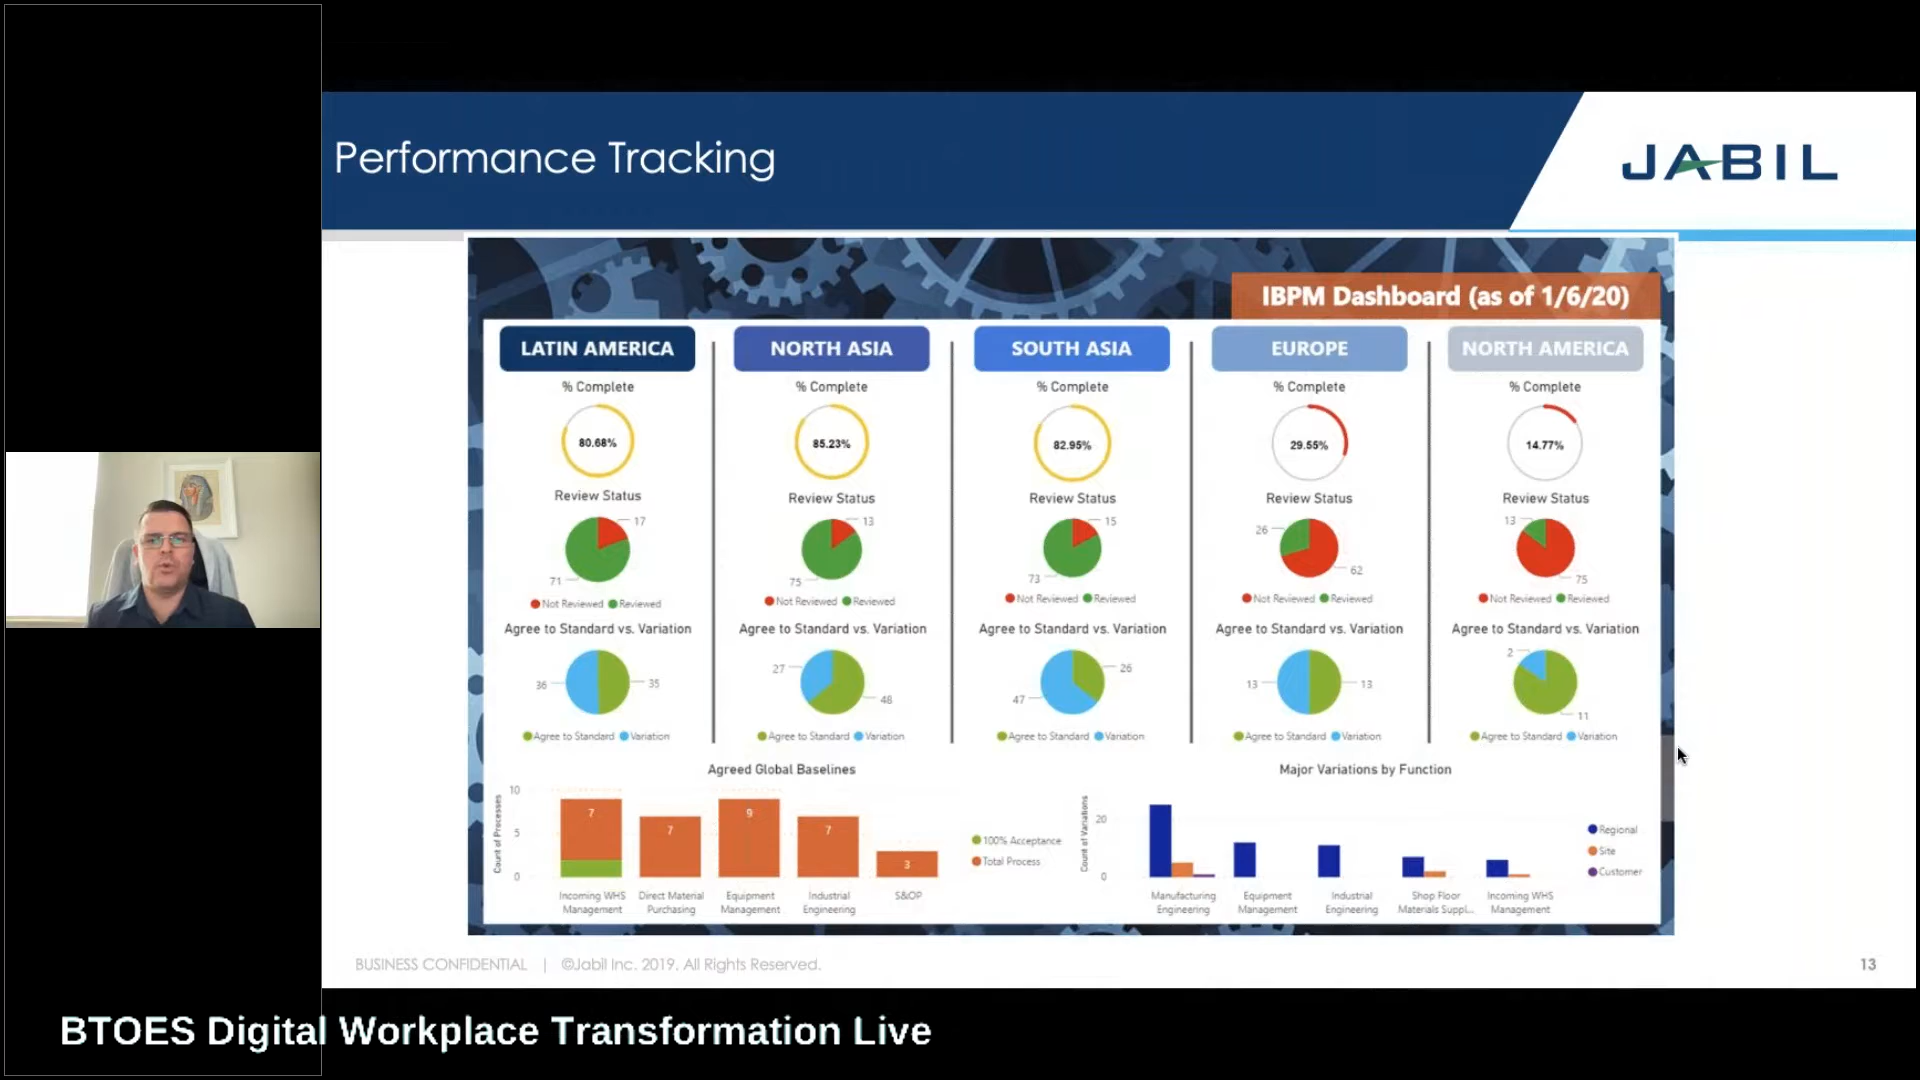 Performance Tracking
JABIL
IBPM Dashboard (as of 1/6/20)
LATIN AMERICA
NORTH ASIA
SOUTH ASIA
EUROPE
NORTH AMERICA
% Complete
% Complete
% Complete
% Complete
% Complete
80.68%
85.23%
82.95%
29.55%
14.77%
Review Status
Review Status
Review Status
Review Status
Review Status
17
71
13
75
15
73
26
62
13
75
Not Reviewed Reviewed
Not Reviewed Reviewed
Not Reviewed Reviewed
Not Reviewed Reviewed
Not Reviewed Reviewed
Agree to Standard vs. Variation
Agree to Standard vs. Variation
Agree to Standard vs. Variation
Agree to Standard vs. Variation
Agree to Standard vs. Variation
36
35
27
48
47
26
13
13
2
11
Agree to Standard Variation
Agree to Standard Variation
Agree to Standard Variation
Agree to Standard Variation
Agree to Standard Variation
Agreed Global Baselines
Count of Processes
10
5
0
7
7
9
7
3
Incoming WHS
Management
Direct Material
Purchasing
Equipment
Management
Industrial
Engineering
S&OP
100% Acceptance
Total Process
Major Variations by Function
Count of Variations
20
0
Manufacturing
Engineering
Equipment
Management
Industrial
Engineering
Shop Floor
Materials Suppl...
Incoming WHS
Management
Regional
Site
Customer
BUSINESS CONFIDENTIAL | ©Jabil Inc. 2019. All Rights Reserved.
13
BTOES Digital Workplace Transformation Live